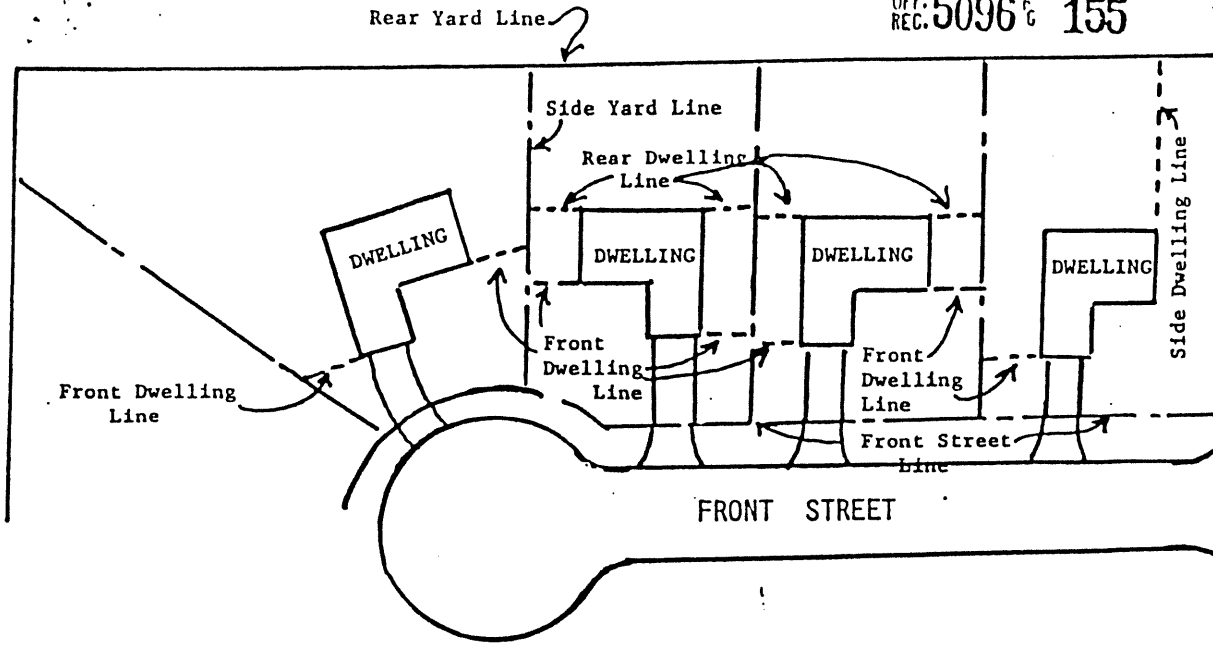 Rear Yard Line
OFF.
REC. 5096 PG 155
Side Yard Line
Rear Dwelling
Line
Side Dwelling Line
DWELLING
DWELLING
DWELLING
DWELLING
Front Dwelling
Line
Front
Dwelling
Line
Front
Dwelling
Line
Front Street
Line
FRONT STREET